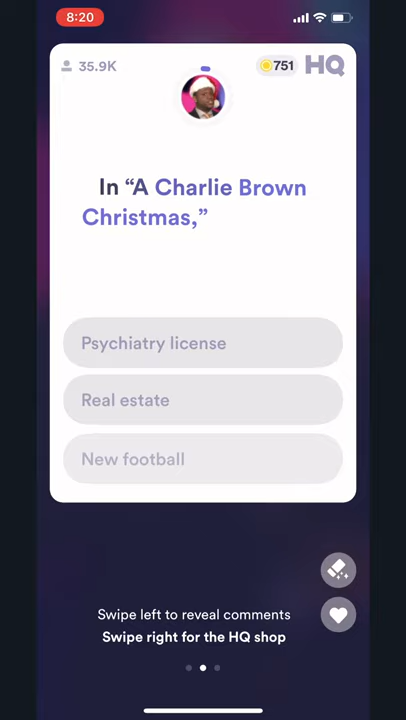 8:20
35.9K
751
HQ
In “A Charlie Brown
Christmas,”
Psychiatry license
Real estate
New football
Swipe left to reveal comments
Swipe right for the HQ shop